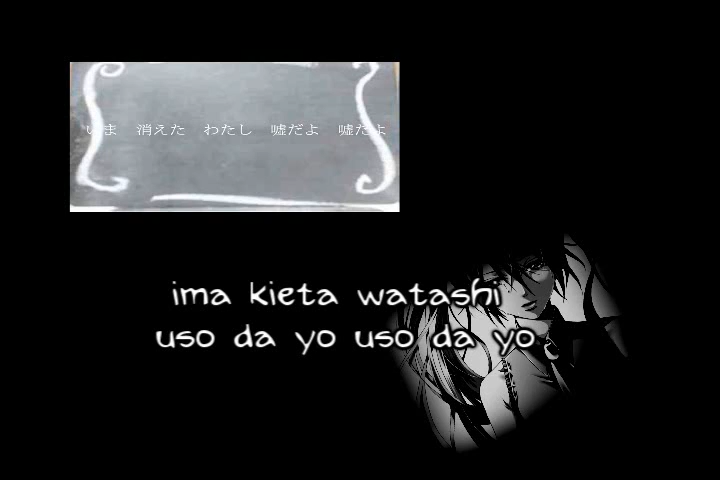 いま 消えた わたし 嘘だよ 嘘だよ
ima kieta watashi
uso da yo uso da yo